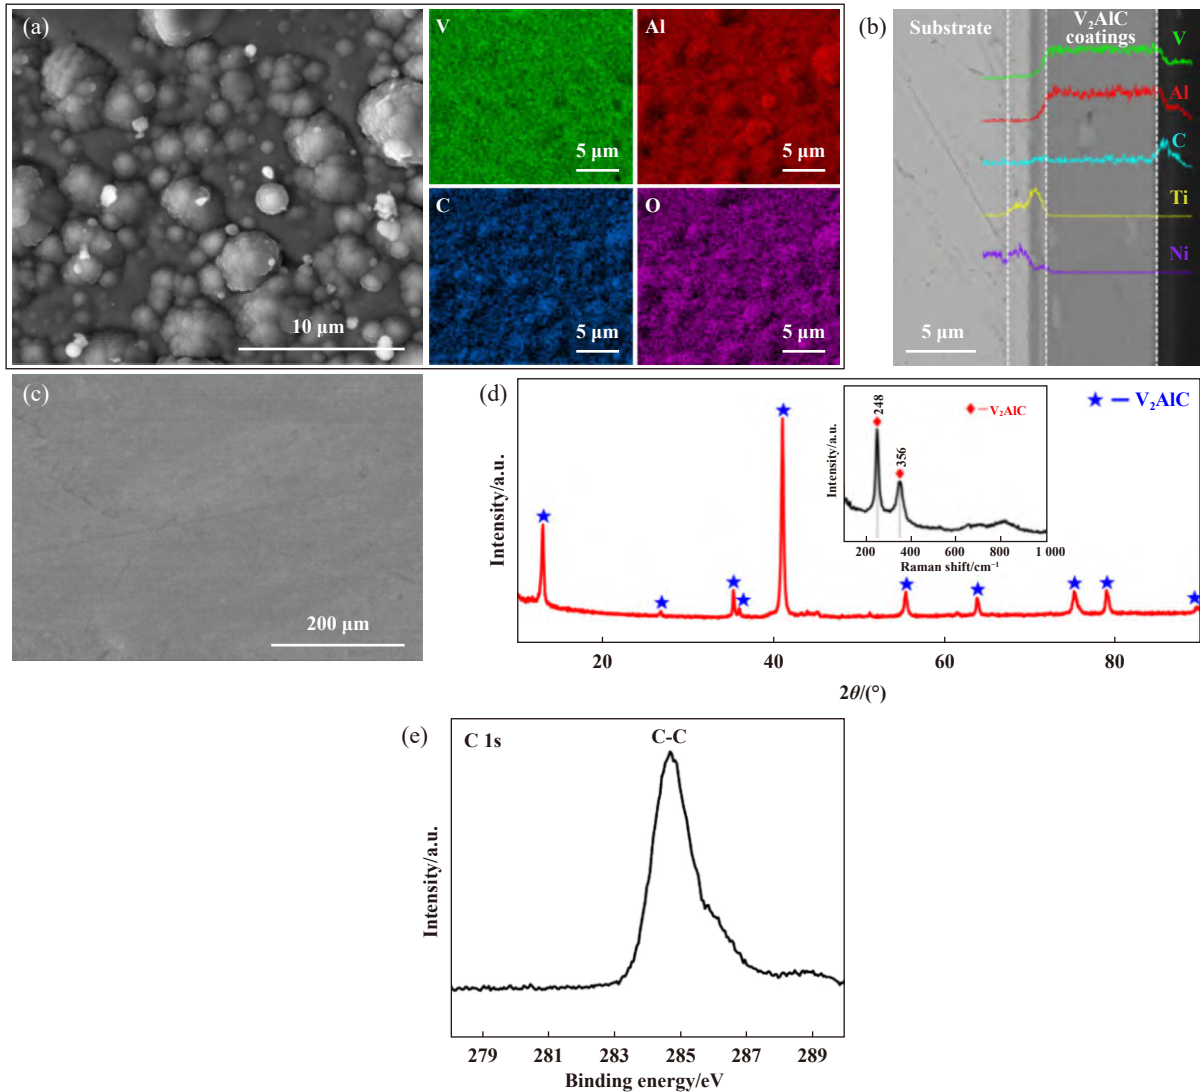 (a)
10 μm
V
5 μm
Al
5 μm
C
5 μm
O
5 μm
(b)
Substrate
V₂AlC
coatings
V
Al
C
Ti
Ni
5 μm
(c)
200 μm
(d)
Intensity/a.u.
★ — V₂AlC
Intensity/a.u.
248
356
—V₂AlC
200 400 600 800 1 000
Raman shift/cm⁻¹
20 40 60 80
2θ/(°)
(e)
C 1s
C-C
Intensity/a.u.
279 281 283 285 287 289
Binding energy/eV